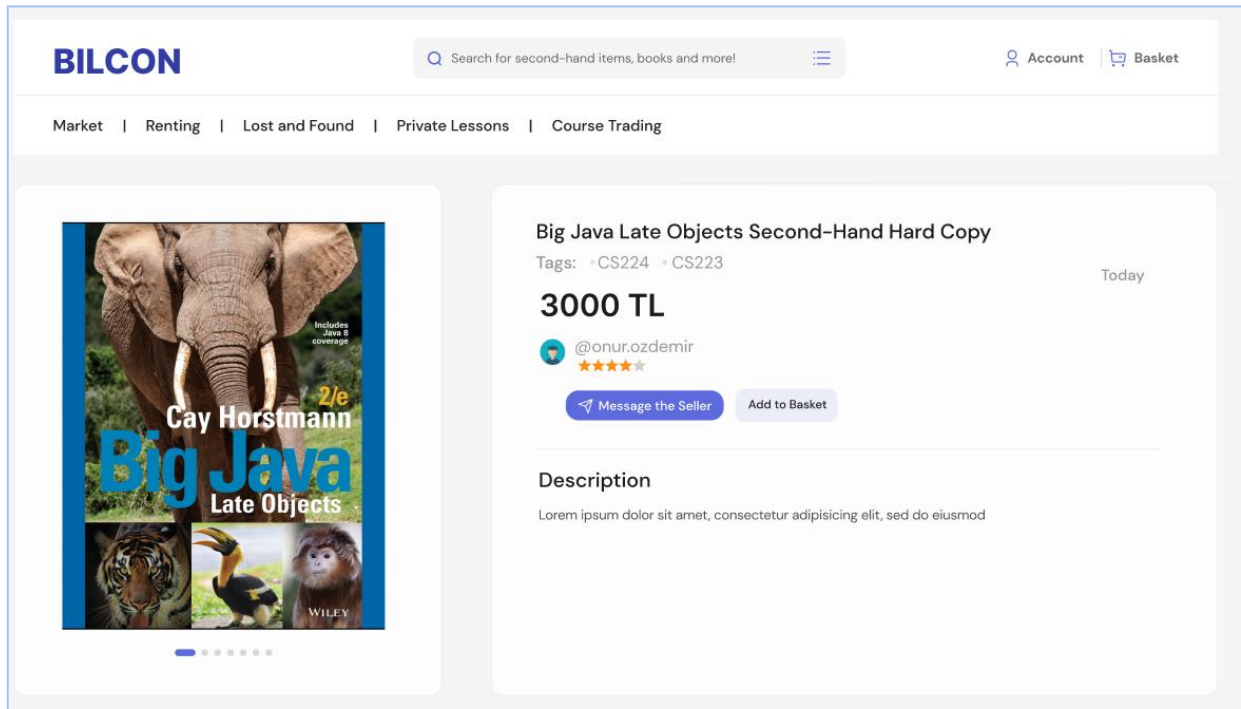 BILCON
Search for second-hand items, books and more!
Account
Basket
Market | Renting | Lost and Found | Private Lessons | Course Trading
Includes
Java 8
coverage
2/e
Cay Horstmann
Big Java
Late Objects
WILEY
Big Java Late Objects Second-Hand Hard Copy
Tags: •CS224 •CS223
Today
3000 TL
@onur.ozdemir
Message the Seller
Add to Basket
Description
Lorem ipsum dolor sit amet, consectetur adipisicing elit, sed do eiusmod